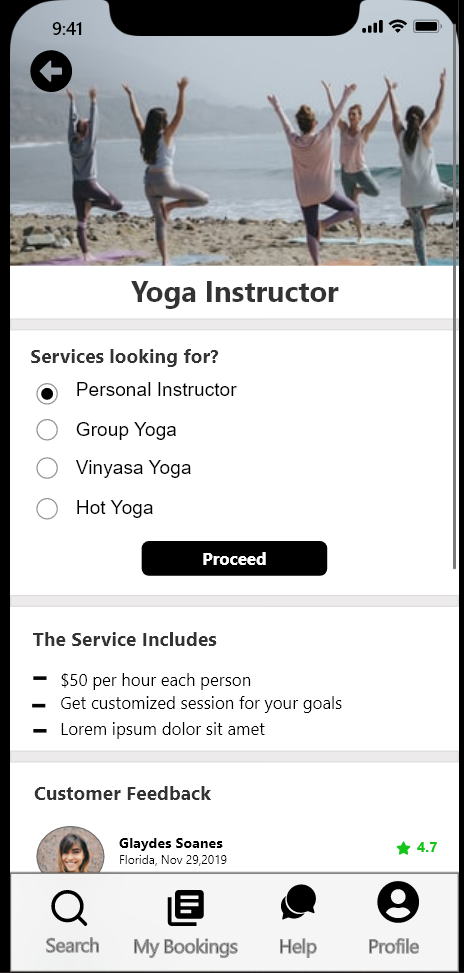 9:41
Yoga Instructor
Services looking for?
Personal Instructor
Group Yoga
Vinyasa Yoga
Hot Yoga
Proceed
The Service Includes
$50 per hour each person
Get customized session for your goals
Lorem ipsum dolor sit amet
Customer Feedback
Glaydes Soanes
4.7
Florida, Nov 29,2019
Search
My Bookings
Help
Profile